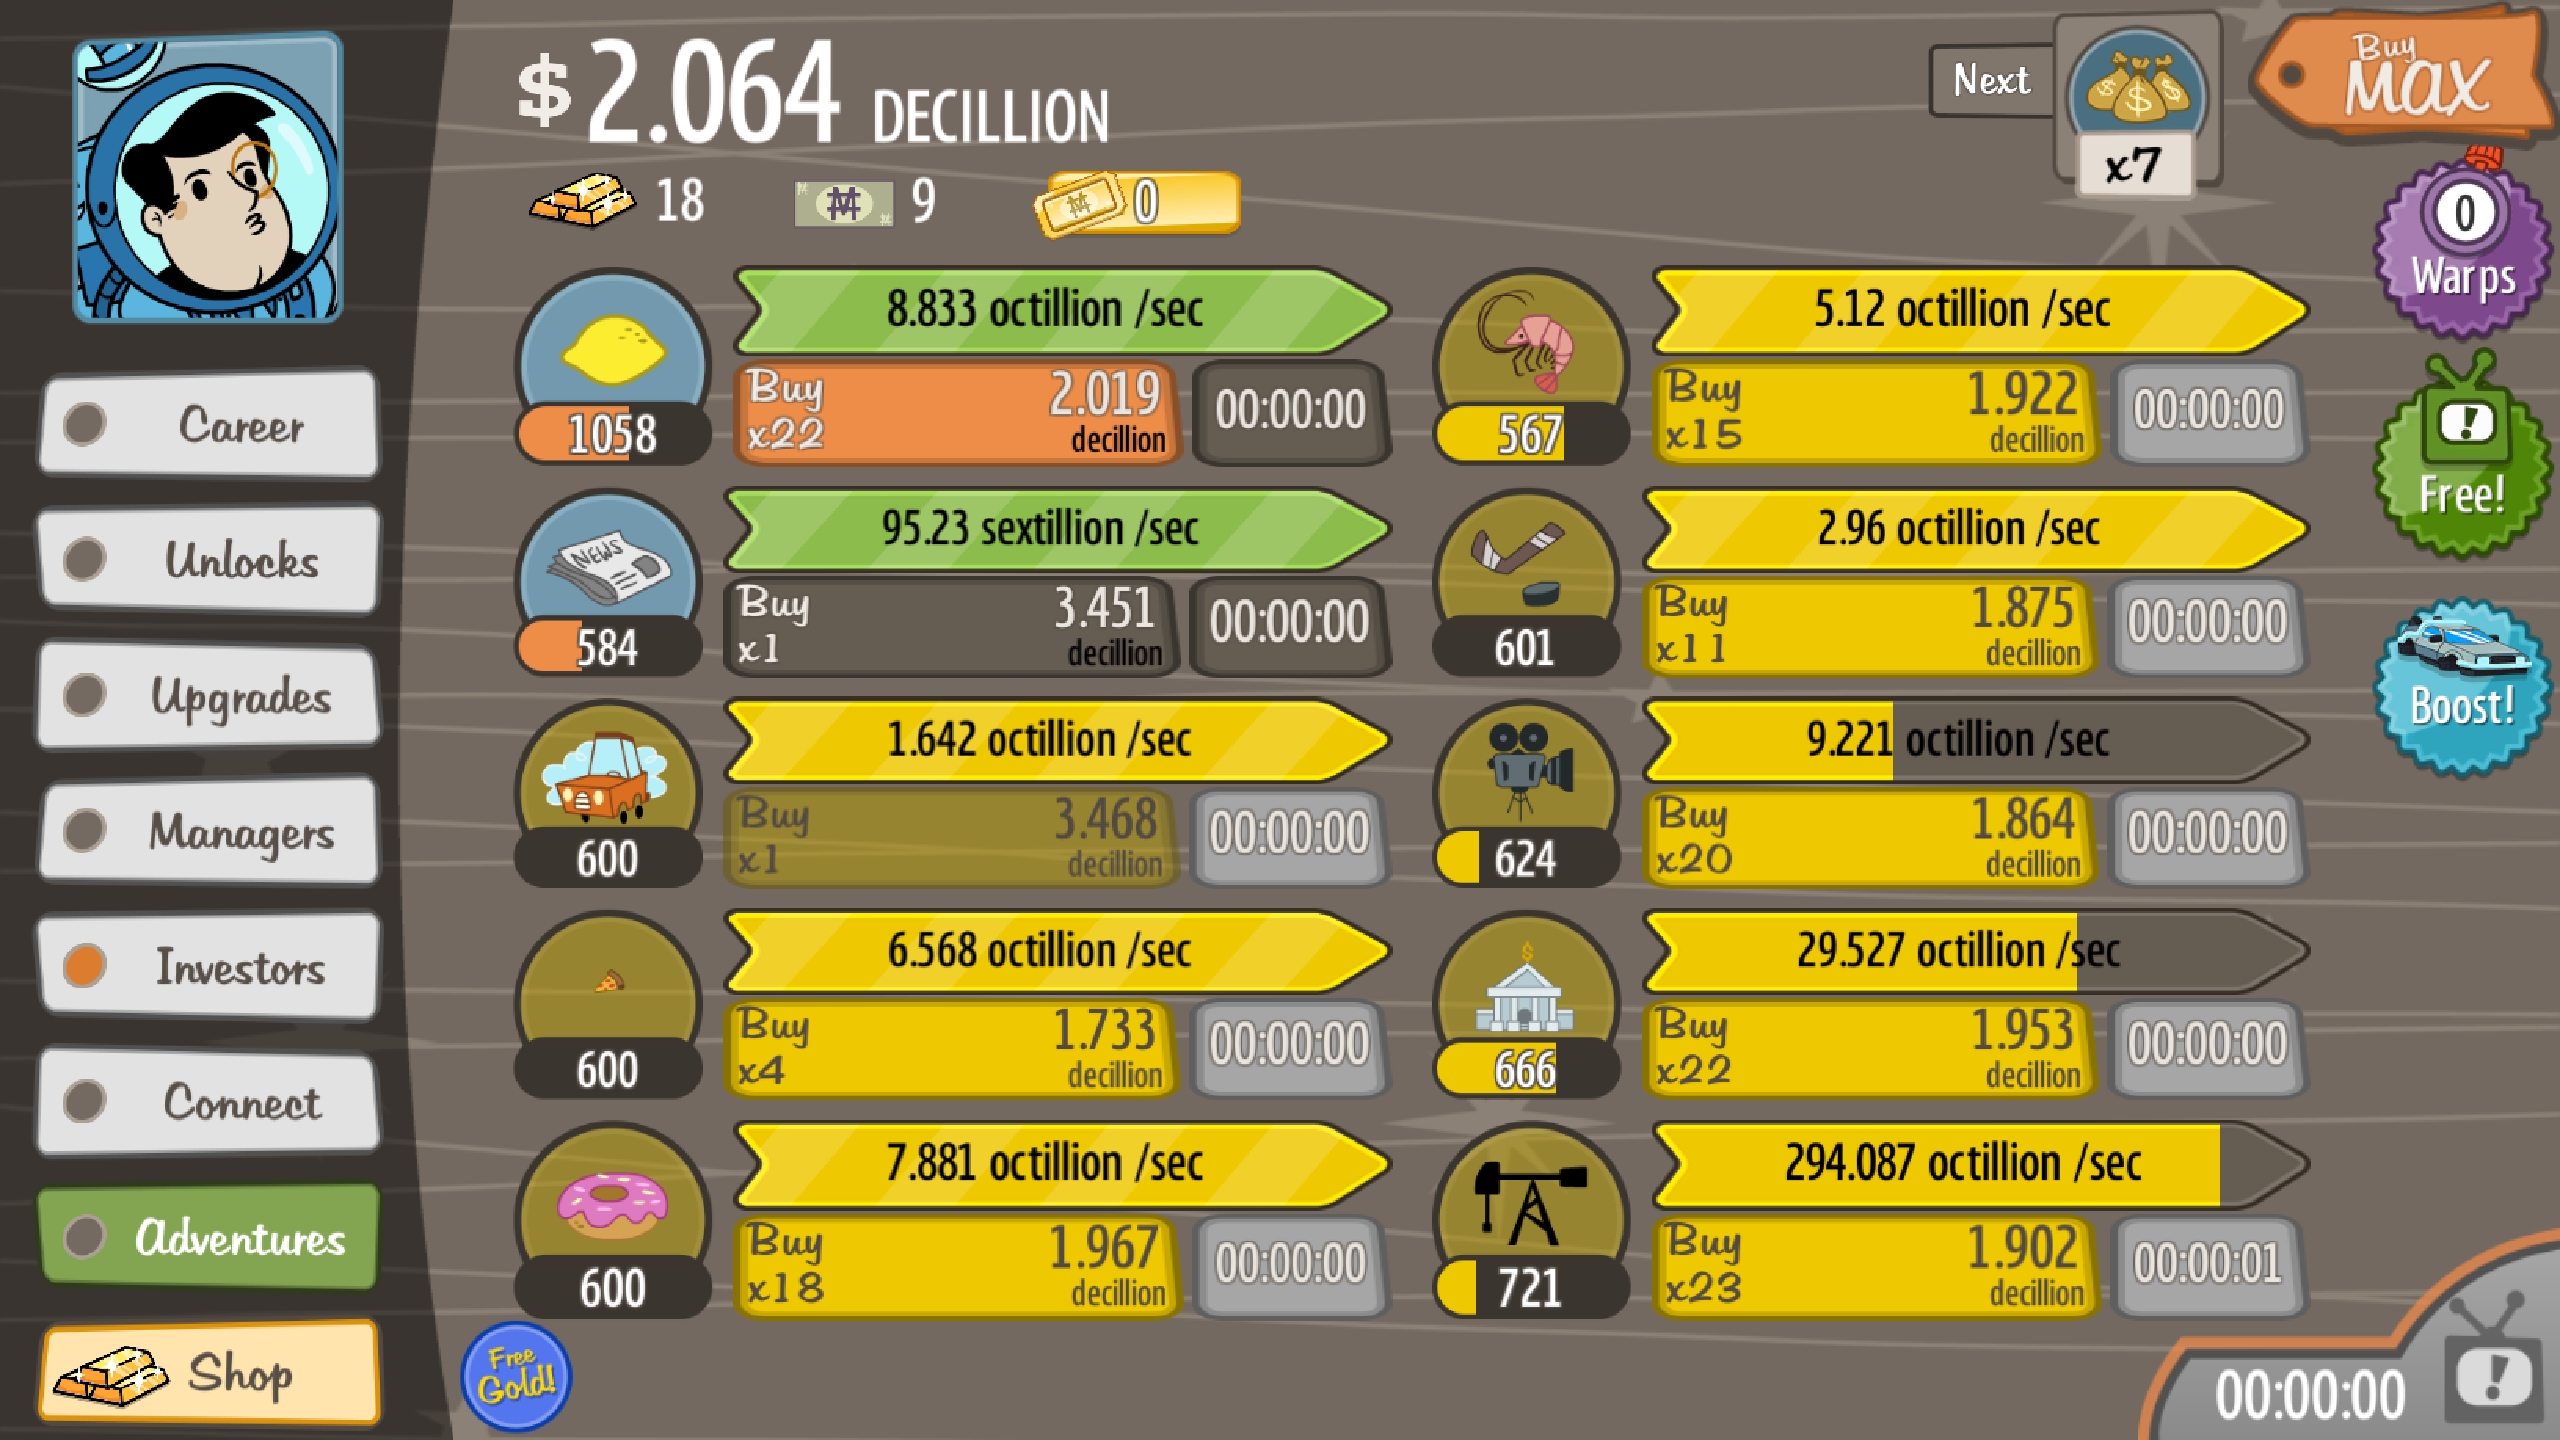 $2.064 DECILLION
18
9
0
Next
x7
Buy
MAX
0
Warps
Free!
Boost!
Career
Unlocks
Upgrades
Managers
Investors
Connect
Adventures
Shop
8.833 octillion /sec
Buy 2.019
x22 decillion
00:00:00
1058
NEWS
95.23 sextillion /sec
Buy 3.451
x1 decillion
00:00:00
584
1.642 octillion /sec
Buy 3.468
x1 decillion
00:00:00
600
6.568 octillion /sec
Buy 1.733
x4 decillion
00:00:00
600
7.881 octillion /sec
Buy 1.967
x18 decillion
00:00:00
600
5.12 octillion /sec
Buy 1.922
x15 decillion
00:00:00
567
2.96 octillion /sec
Buy 1.875
x11 decillion
00:00:00
601
9.221 octillion /sec
Buy 1.864
x20 decillion
00:00:00
624
29.527 octillion /sec
Buy 1.953
x22 decillion
00:00:00
666
294.087 octillion /sec
Buy 1.902
x23 decillion
00:00:01
721
Free
Gold!
00:00:00